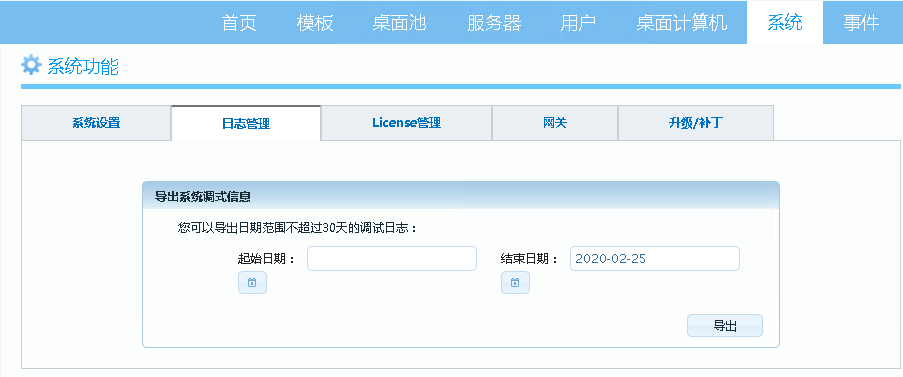 首页 模板 桌面池 服务器 用户 桌面计算机 系统 事件
系统功能
系统设置 日志管理 License管理 网关 升级/补丁
导出系统调式信息
您可以导出日期范围不超过30天的调试日志：
起始日期： 结束日期： 2020-02-25
导出